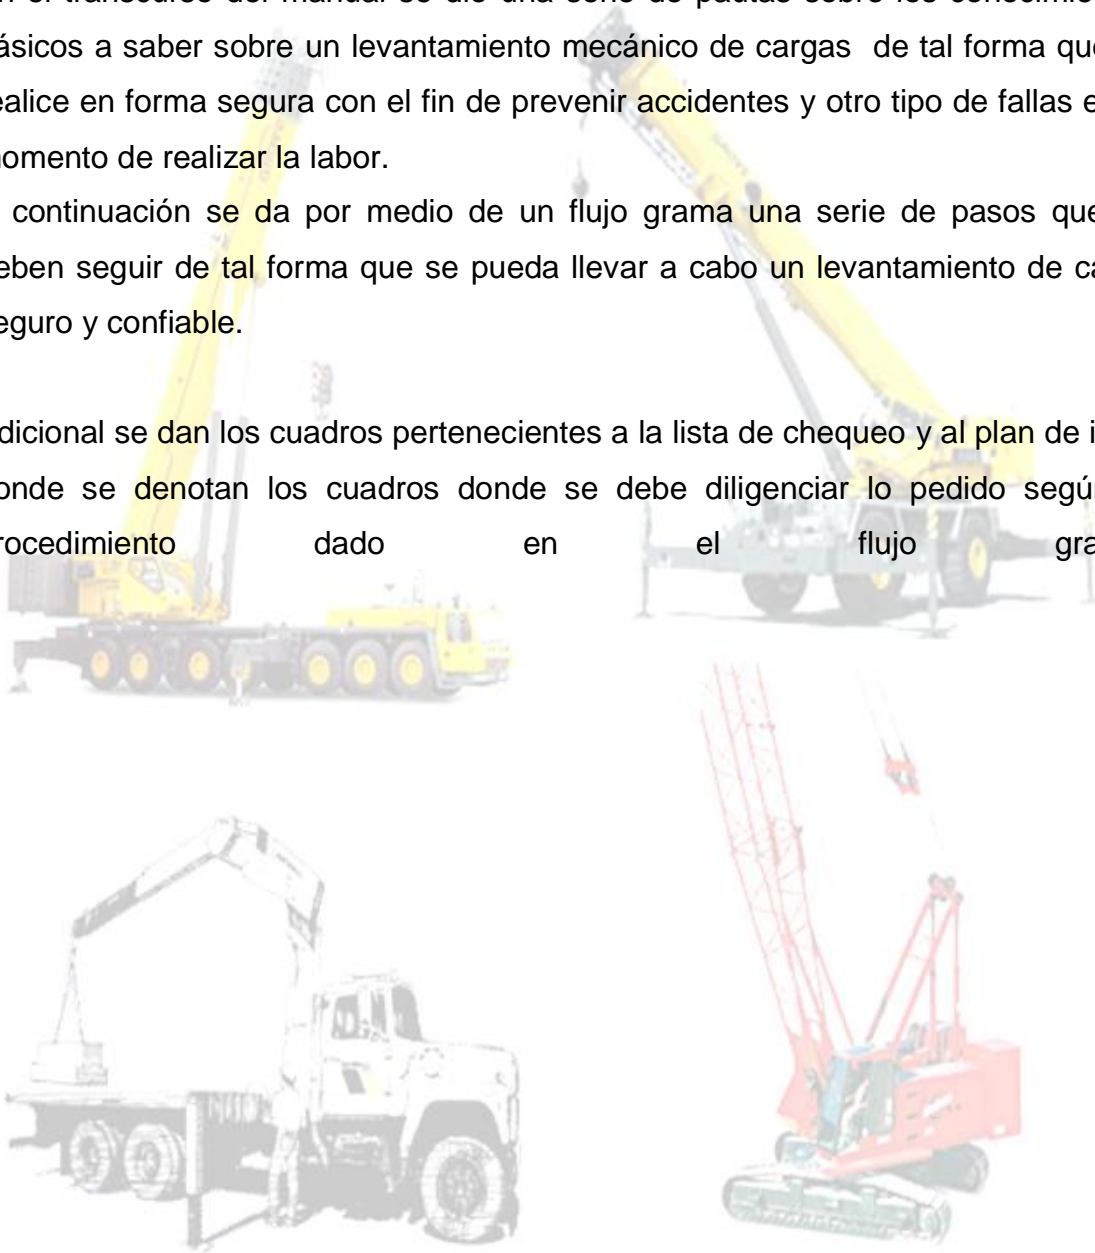 n el transcurso del manual se dio una serie de pautas sobre los conocimie
ásicos a saber sobre un levantamiento mecánico de cargas de tal forma que
ealice en forma segura con el fin de prevenir accidentes y otro tipo de fallas e
omento de realizar la labor.
continuación se da por medio de un flujo grama una serie de pasos que
eben seguir de tal forma que se pueda llevar a cabo un levantamiento de ca
eguro y confiable.
dicional se dan los cuadros pertenecientes a la lista de chequeo y al plan de i
onde se denotan los cuadros donde se debe diligenciar lo pedido según
rocedimiento dado en el flujo gra